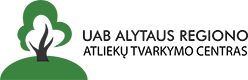 UAB ALYTAUS REGIONO
ATLIEKŲ TVARKYMO CENTRAS